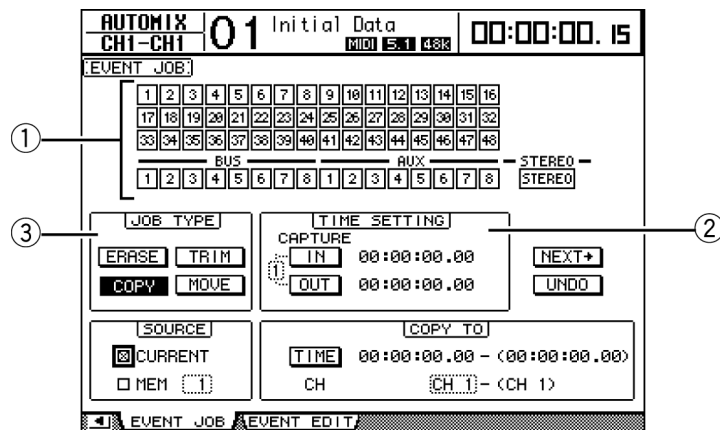 AUTOMIX
CH1-CH1
01
Initial Data
MIDI 5.1 48k
00:00:00. 15
EVENT JOB
1 2 3 4 5 6 7 8 9 10 11 12 13 14 15 16
17 18 19 20 21 22 23 24 25 26 27 28 29 30 31 32
33 34 35 36 37 38 39 40 41 42 43 44 45 46 47 48
BUS AUX STEREO
1 2 3 4 5 6 7 8 1 2 3 4 5 6 7 8 STEREO
1
JOB TYPE
ERASE TRIM
COPY MOVE
3
TIME SETTING
CAPTURE
1
IN 00:00:00.00
OUT 00:00:00.00
2
NEXT→
UNDO
SOURCE
CURRENT
MEM 1
COPY TO
TIME 00:00:00.00 - (00:00:00.00)
CH CH 1 - (CH 1)
EVENT JOB EVENT EDIT